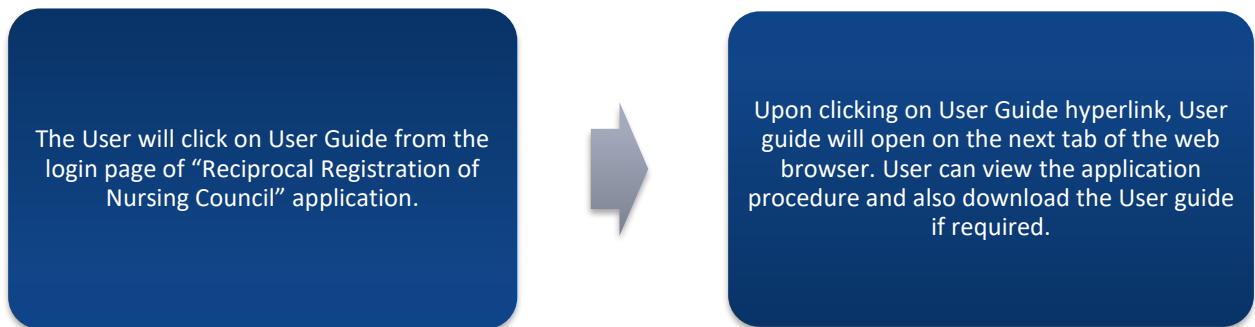 The User will click on User Guide from the
login page of “Reciprocal Registration of
Nursing Council” application.
Upon clicking on User Guide hyperlink, User
guide will open on the next tab of the web
browser. User can view the application
procedure and also download the User guide
if required.